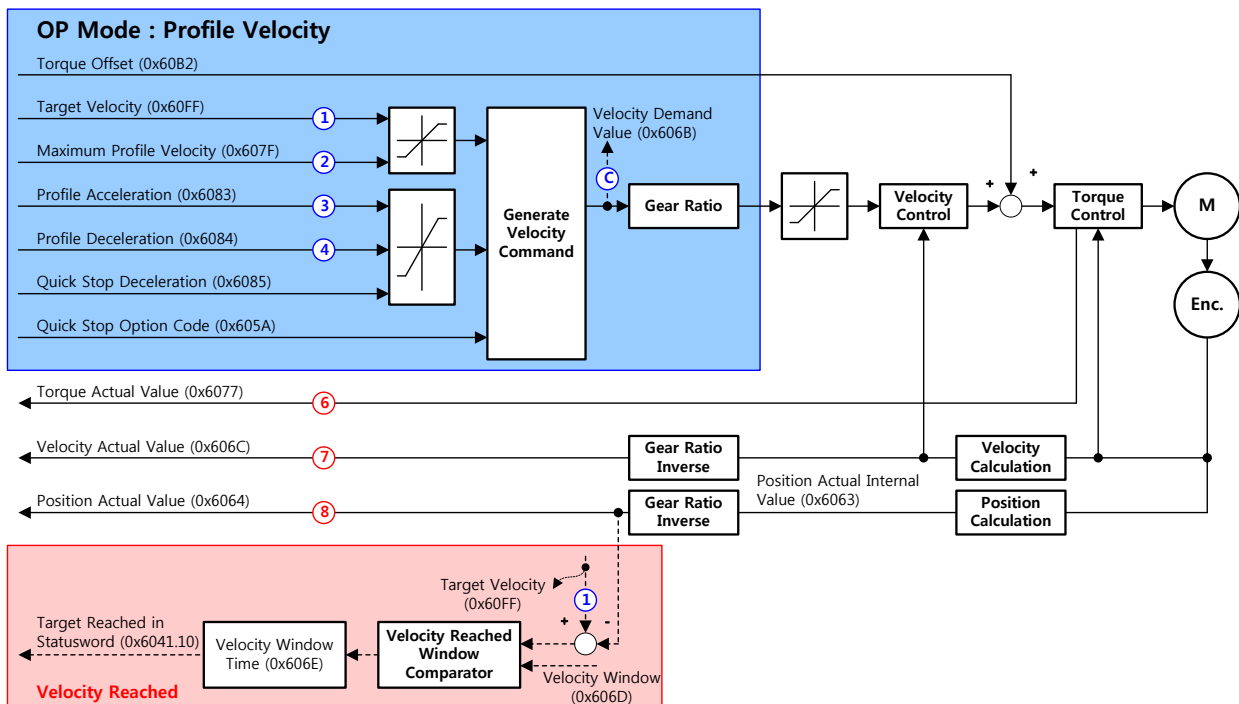 OP Mode : Profile Velocity
Torque Offset (0x60B2)
Target Velocity (0x60FF)
1
Maximum Profile Velocity (0x607F)
2
Profile Acceleration (0x6083)
3
Profile Deceleration (0x6084)
4
Quick Stop Deceleration (0x6085)
Quick Stop Option Code (0x605A)
Generate
Velocity
Command
Velocity Demand
Value (0x606B)
C
Gear Ratio
Velocity
Control
+
+
Torque
Control
M
Enc.
Torque Actual Value (0x6077)
6
Velocity Actual Value (0x606C)
7
Gear Ratio
Inverse
Velocity
Calculation
Position Actual Value (0x6064)
8
Gear Ratio
Inverse
Position Actual Internal
Value (0x6063)
Position
Calculation
Target Velocity
(0x60FF)
1
+
-
Target Reached in
Statusword (0x6041.10)
Velocity Window
Time (0x606E)
Velocity Reached
Window
Comparator
Velocity Window
(0x606D)
Velocity Reached